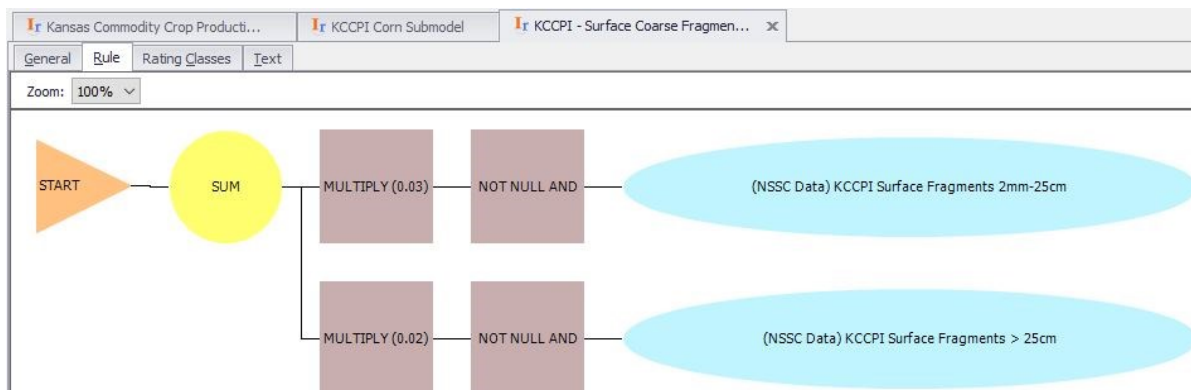 Kansas Commodity Crop Producti...
KCCPI Corn Submodel
KCCPI - Surface Coarse Fragmen... x
General Rule Rating Classes Text
Zoom: 100%
START
SUM
MULTIPLY (0.03)
NOT NULL AND
(NSSC Data) KCCPI Surface Fragments 2mm-25cm
MULTIPLY (0.02)
NOT NULL AND
(NSSC Data) KCCPI Surface Fragments > 25cm